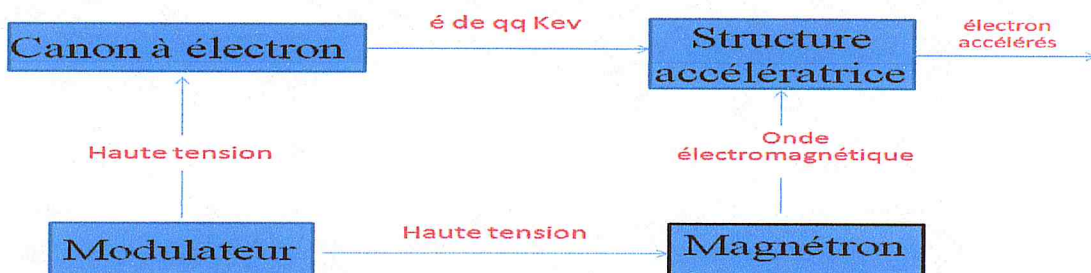 é de qq Kev
Canon à électron
Structure
accélératrice
électron
accélérés
Haute tension
Onde
électromagnétique
Modulateur
Haute tension
Magnétron